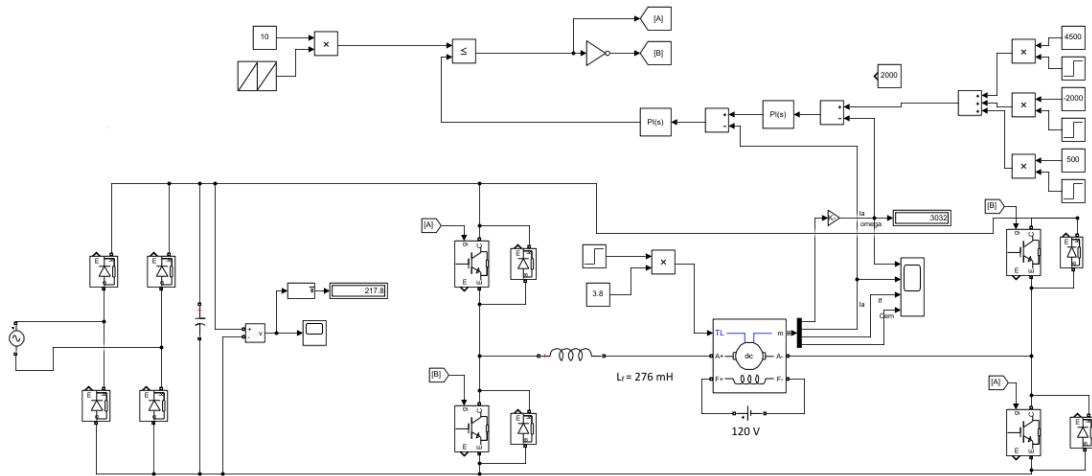 [A]
10
×
≤
[B]
4500
×
2000
-2000
×
PI(s)
+
−
PI(s)
+
−
+
+
+
500
×
Ia
omega
3032
[B]
[A]
g
C
E
K-
×
3.8
217.8
+
-
v
Ia
If
Cem
TL
m
A+
dc
A-
F+
F-
Lf = 276 mH
120 V
[B]
g
C
E
[A]
g
C
E